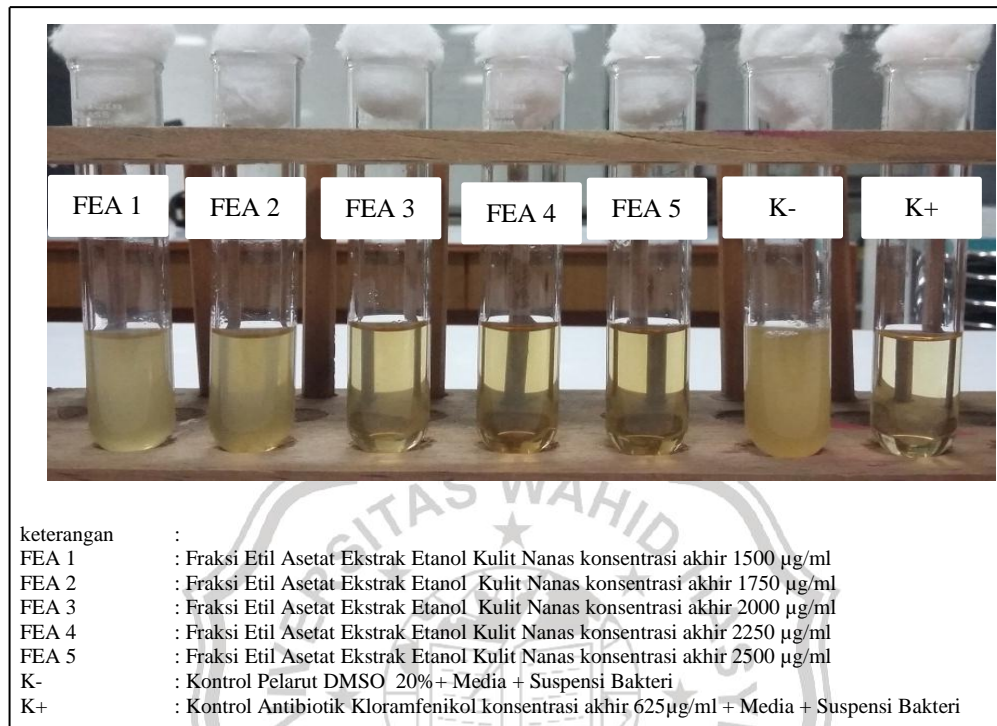 FEA 1 FEA 2 FEA 3 FEA 4 FEA 5 K- K+
keterangan :
FEA 1 : Fraksi Etil Asetat Ekstrak Etanol Kulit Nanas konsentrasi akhir 1500 µg/ml
FEA 2 : Fraksi Etil Asetat Ekstrak Etanol Kulit Nanas konsentrasi akhir 1750 µg/ml
FEA 3 : Fraksi Etil Asetat Ekstrak Etanol Kulit Nanas konsentrasi akhir 2000 µg/ml
FEA 4 : Fraksi Etil Asetat Ekstrak Etanol Kulit Nanas konsentrasi akhir 2250 µg/ml
FEA 5 : Fraksi Etil Asetat Ekstrak Etanol Kulit Nanas konsentrasi akhir 2500 µg/ml
K- : Kontrol Pelarut DMSO 20%+ Media + Suspensi Bakteri
K+ : Kontrol Antibiotik Kloramfenikol konsentrasi akhir 625µg/ml + Media + Suspensi Bakteri
WAHID